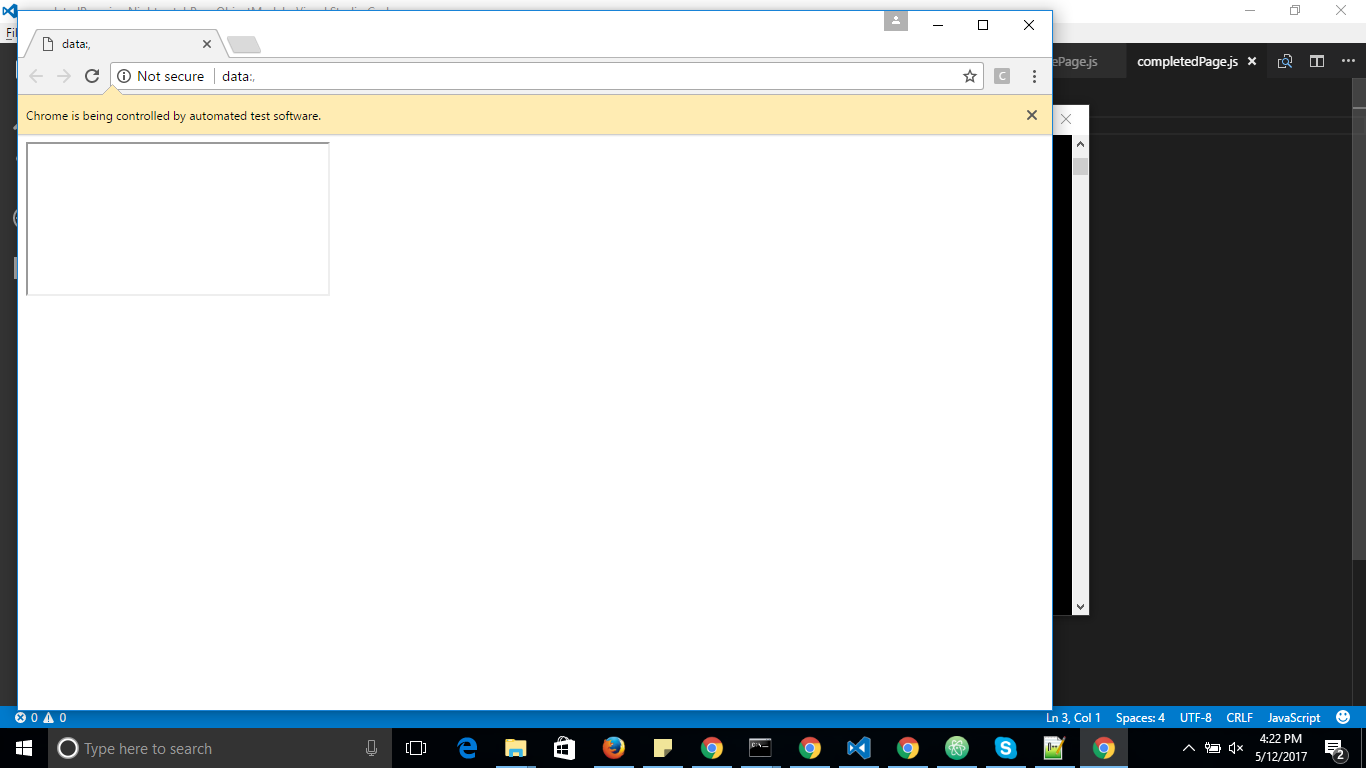 data:,
Not secure
data:,
C
Chrome is being controlled by automated test software.
ePage.js
completedPage.js
0
0
Ln 3, Col 1
Spaces: 4
UTF-8
CRLF
JavaScript
Type here to search
4:22 PM
5/12/2017
2